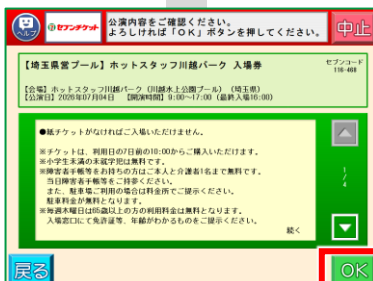 ヘルプ
セブンチケット
公演内容をご確認ください。
よろしければ「OK」ボタンを押してください。
中止
【埼玉県営プール】ホットスタッフ川越パーク 入場券
セブンコード
116-468
【会場】ホットスタッフ川越パーク（川越水上公園プール）（埼玉県）
【公演日】2026年07月04日 【開演時間】9:00～17:00（最終入場16:00）
●紙チケットがなければご入場いただけません。
※チケットは、利用日の7日前の10:00からご購入いただけます。
※小学生未満の未就学児は無料です。
※障害者手帳等をお持ちの方はご本人と介護者1名まで無料です。
当日障害者手帳等をご持参ください。
また、駐車場ご利用の場合は料金所でご提示ください。
駐車料金が無料となります。
※毎週木曜日は65歳以上の方の利用料金は無料となります。
入場窓口にて免許証等、年齢がわかるものをご提示ください。
続く
1/4
戻る
OK